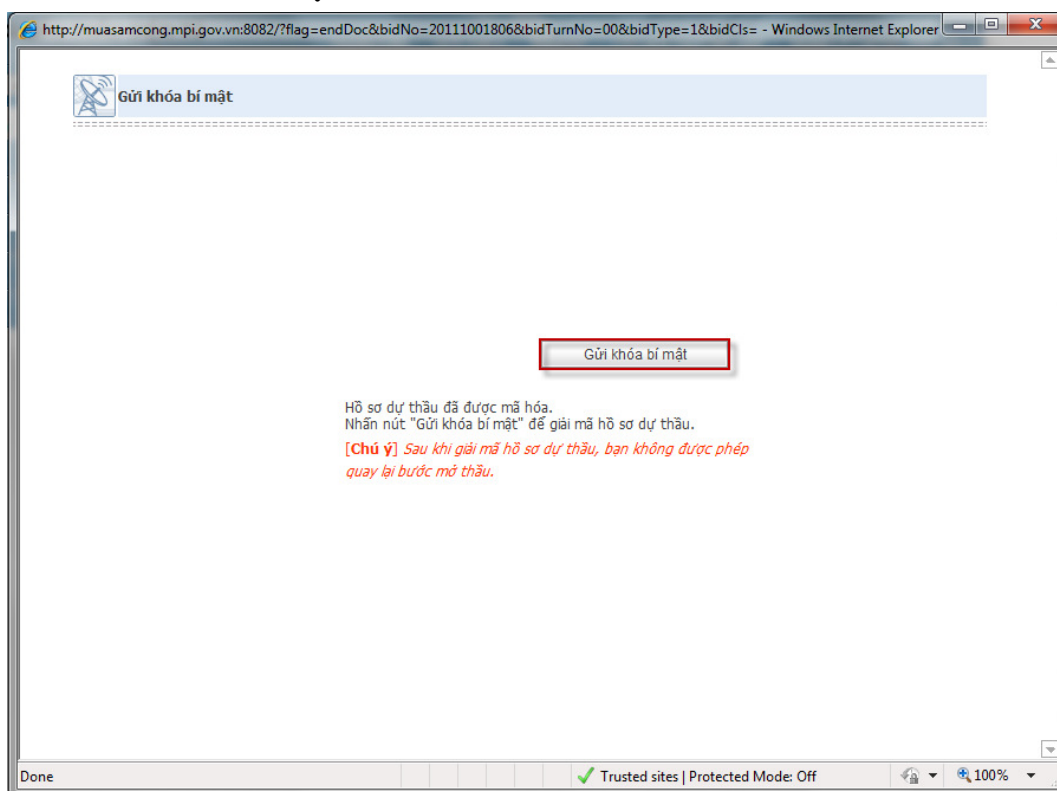 http://muasamcong.mpi.gov.vn:8082/?flag=endDoc&bidNo=20111001806&bidTurnNo=00&bidType=1&bidCls= - Windows Internet Explorer
Gửi khóa bí mật
Gửi khóa bí mật
Hồ sơ dự thầu đã được mã hóa.
Nhấn nút "Gửi khóa bí mật" để giải mã hồ sơ dự thầu.
[Chú ý] Sau khi giải mã hồ sơ dự thầu, bạn không được phép
quay lại bước mở thầu.
Done Trusted sites | Protected Mode: Off 100%